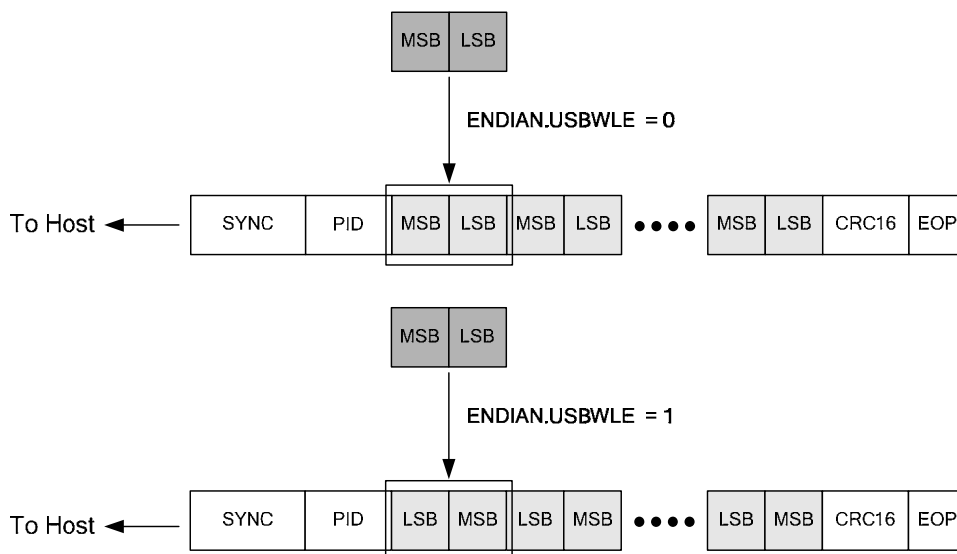 MSB LSB
ENDIAN.USBWLE = 0
To Host SYNC PID MSB LSB MSB LSB MSB LSB CRC16 EOP
MSB LSB
ENDIAN.USBWLE = 1
To Host SYNC PID LSB MSB LSB MSB LSB MSB CRC16 EOP